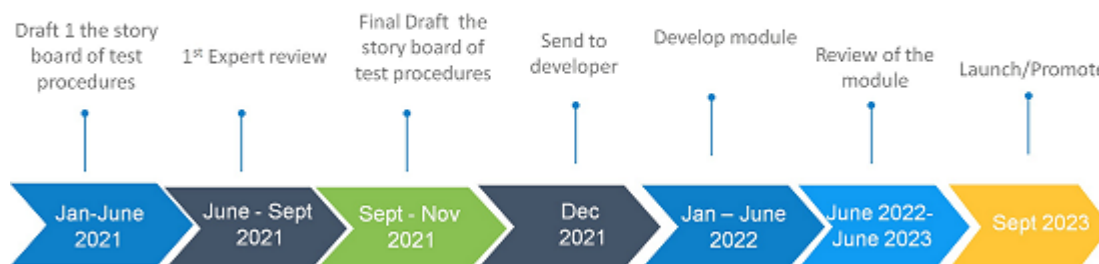 Draft 1 the story
board of test
procedures
1st Expert review
Final Draft the
story board of
test procedures
Send to
developer
Develop module
Review of the
module
Launch/Promote
Jan-June
2021
June - Sept
2021
Sept - Nov
2021
Dec
2021
Jan – June
2022
June 2022-
June 2023
Sept 2023